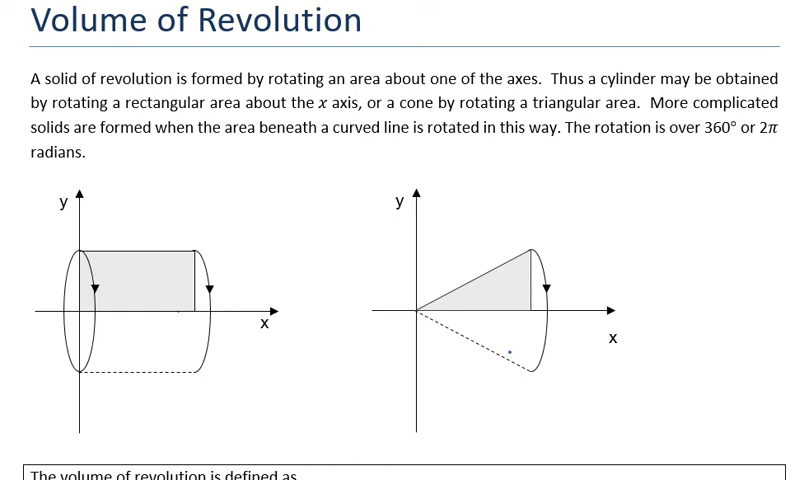 Volume of Revolution
A solid of revolution is formed by rotating an area about one of the axes. Thus a cylinder may be obtained
by rotating a rectangular area about the x axis, or a cone by rotating a triangular area. More complicated
solids are formed when the area beneath a curved line is rotated in this way. The rotation is over 360° or 2π
radians.
y
y
x
x
The volume of revolution is defined as